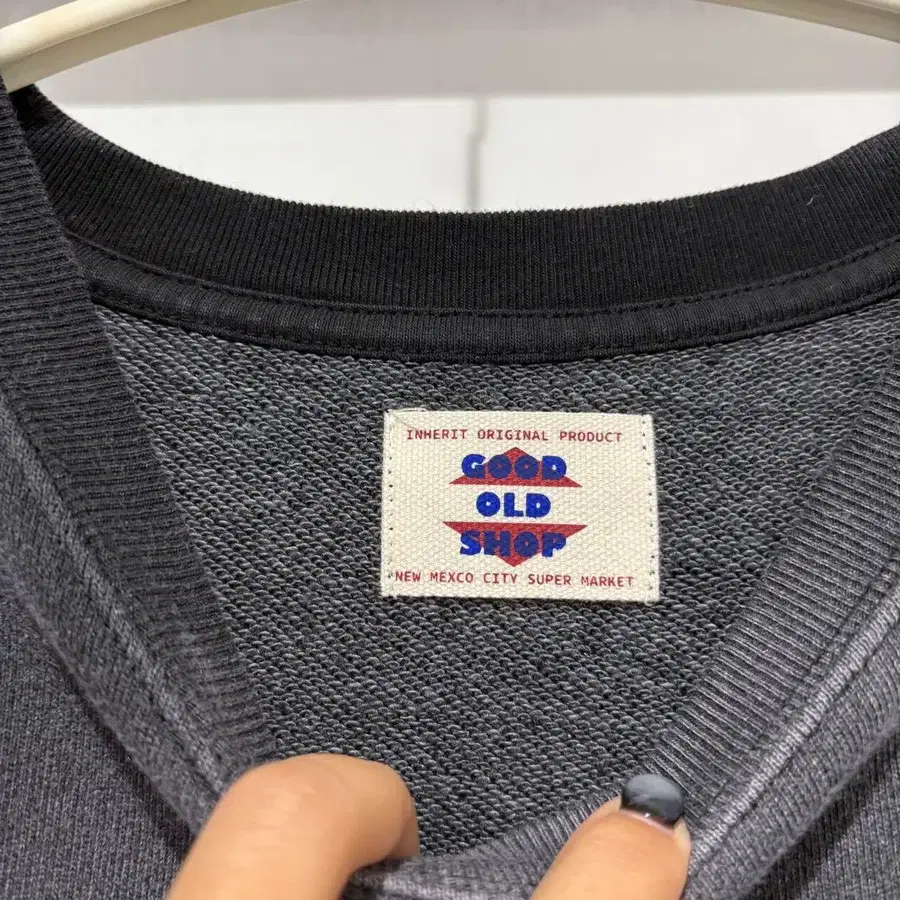 INHERIT ORIGINAL PRODUCT
GOOD
OLD
SHOP
NEW MEXCO CITY SUPER MARKET